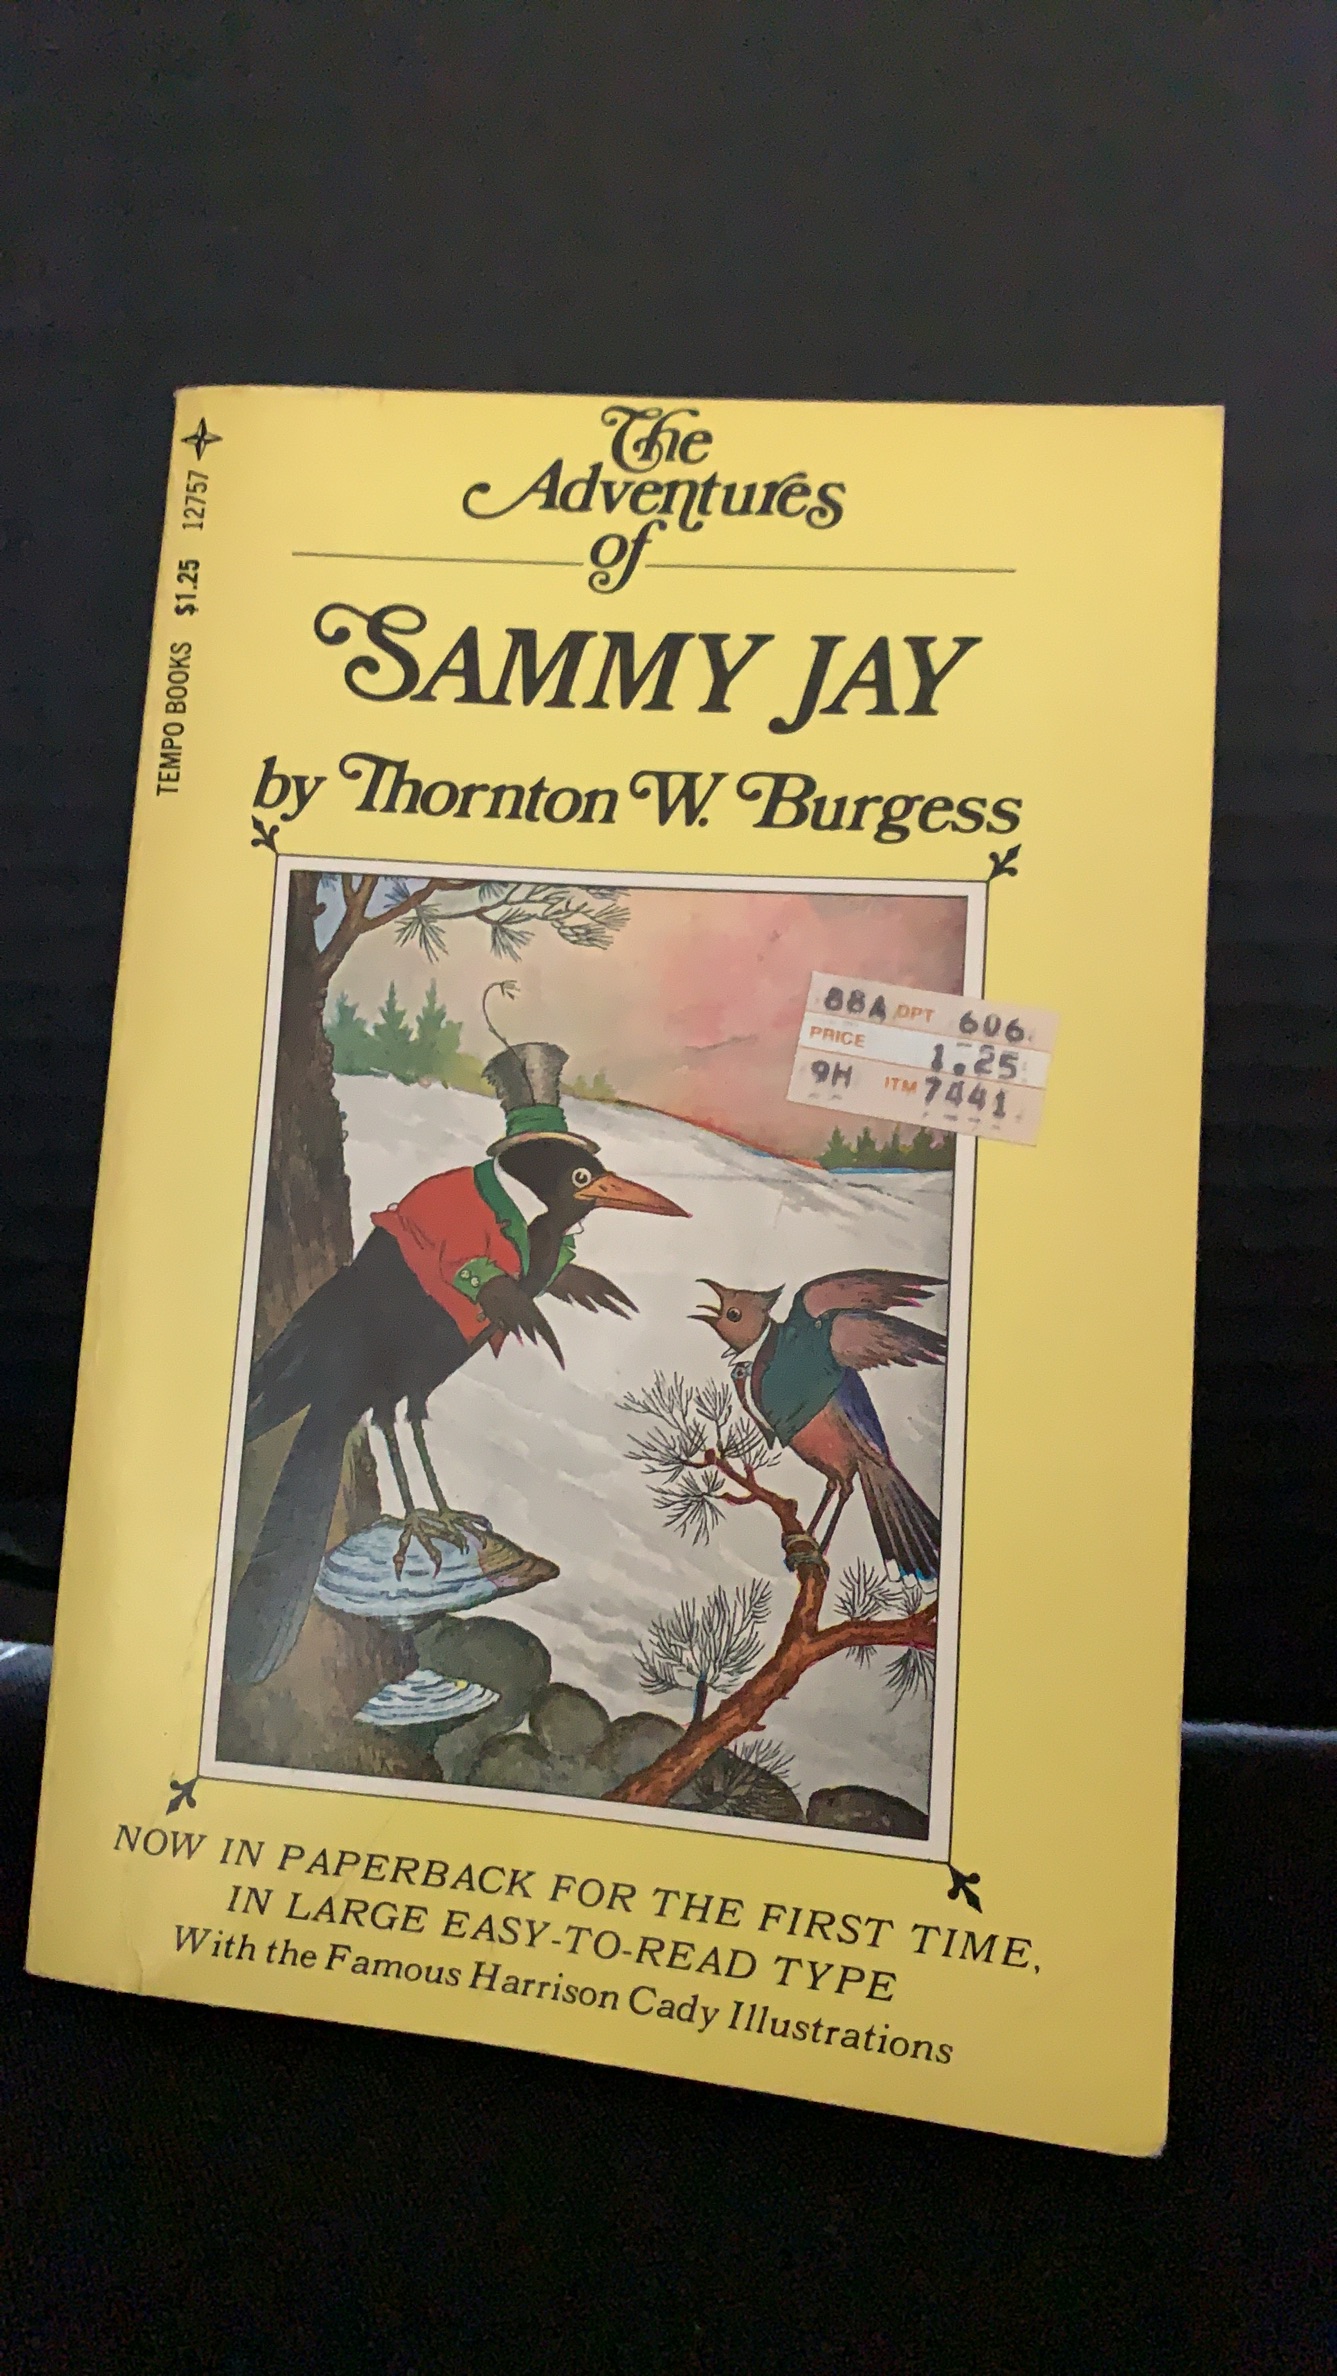 The
Adventures
of
SAMMY JAY
by Thornton W. Burgess
TEMPO BOOKS $1.25 12757
88A DPT 606
PRICE 1.25
9H ITM 7441
NOW IN PAPERBACK FOR THE FIRST TIME,
IN LARGE EASY-TO-READ TYPE
With the Famous Harrison Cady Illustrations